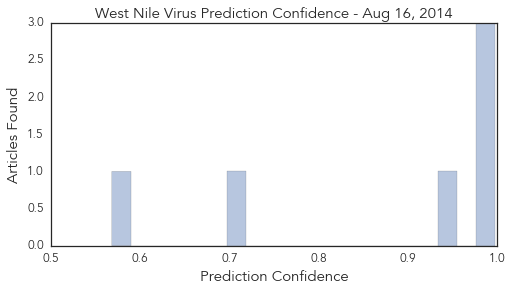 West Nile Virus Prediction Confidence - Aug 16, 2014
3.0
2.5
2.0
1.5
1.0
0.5
0.0
Articles Found
0.5 0.6 0.7 0.8 0.9 1.0
Prediction Confidence